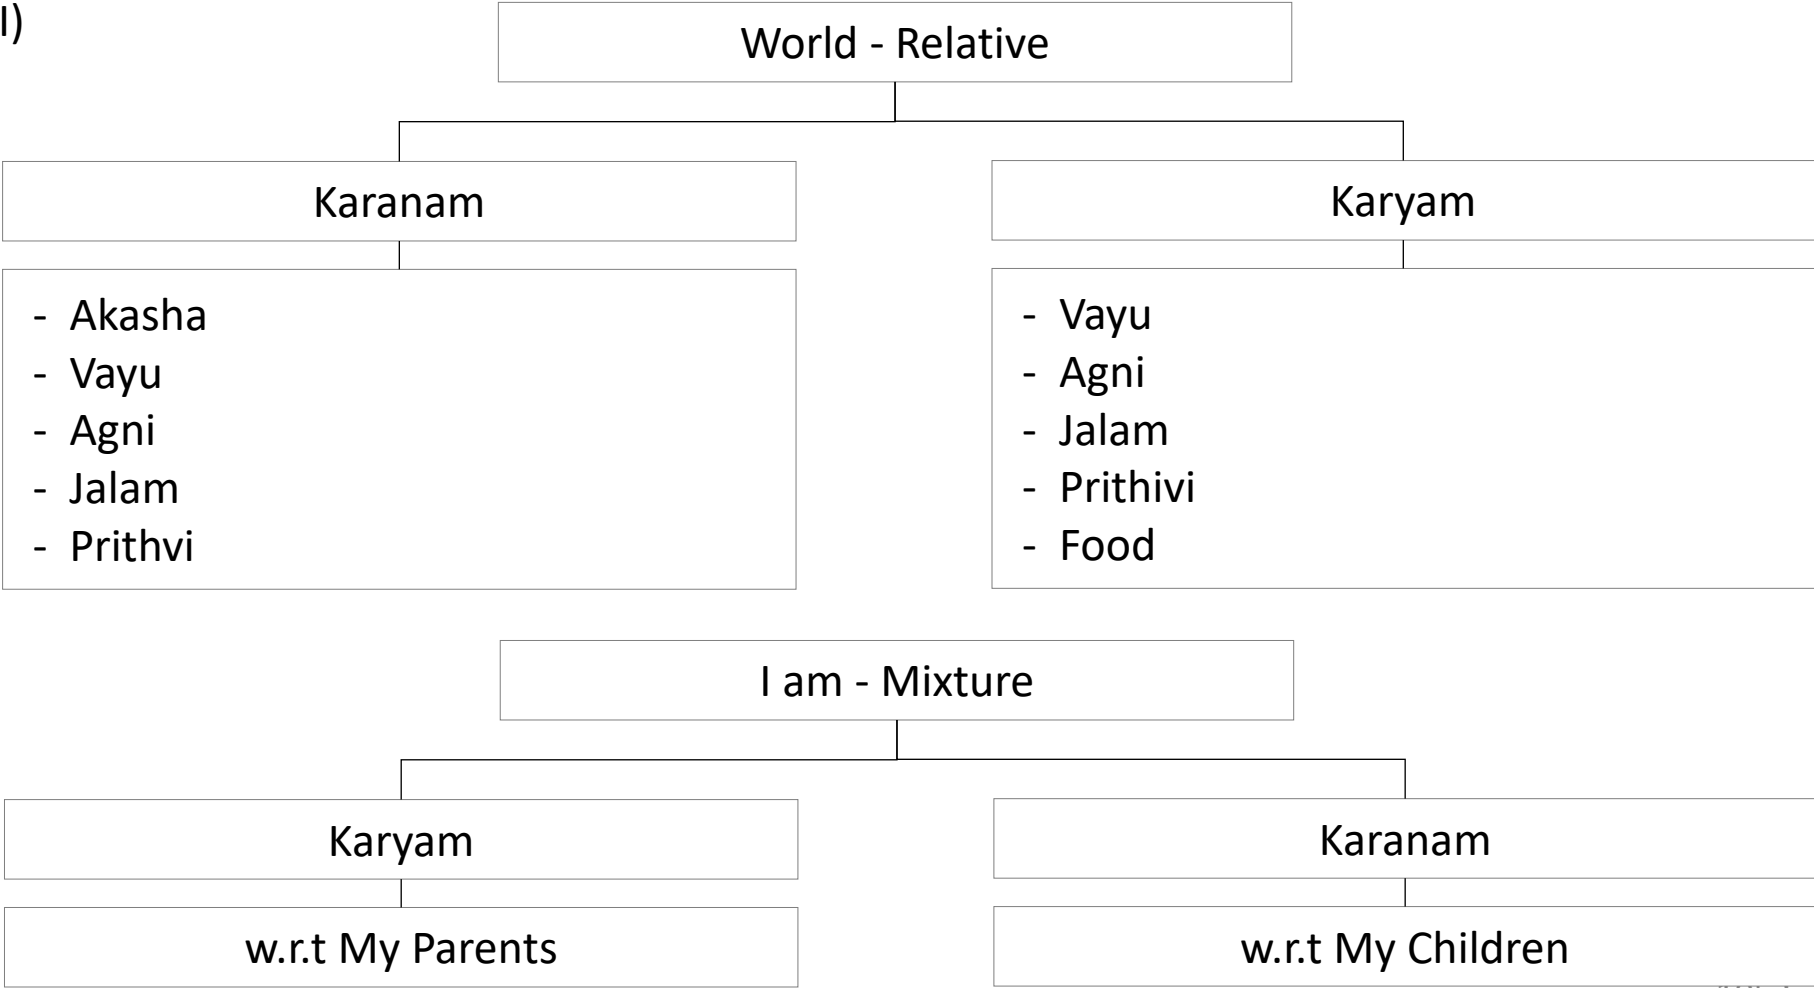 I)
World - Relative
Karanam
Karyam
- Akasha
- Vayu
- Agni
- Jalam
- Prithvi
- Vayu
- Agni
- Jalam
- Prithivi
- Food
I am - Mixture
Karyam
Karanam
w.r.t My Parents
w.r.t My Children